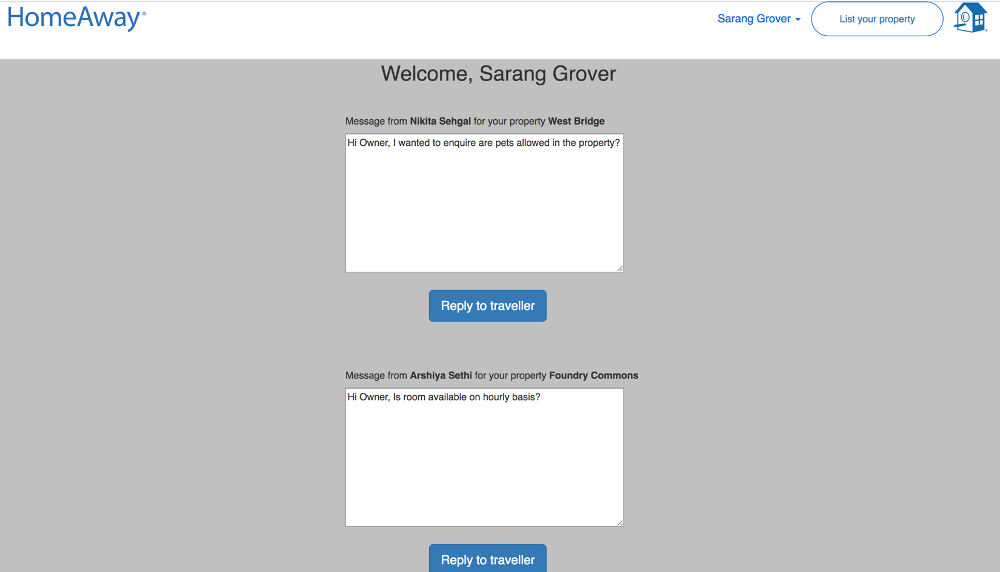 HomeAway®
Sarang Grover
List your property
Welcome, Sarang Grover
Message from Nikita Sehgal for your property West Bridge
Hi Owner, I wanted to enquire are pets allowed in the property?
Reply to traveller
Message from Arshiya Sethi for your property Foundry Commons
Hi Owner, Is room available on hourly basis?
Reply to traveller